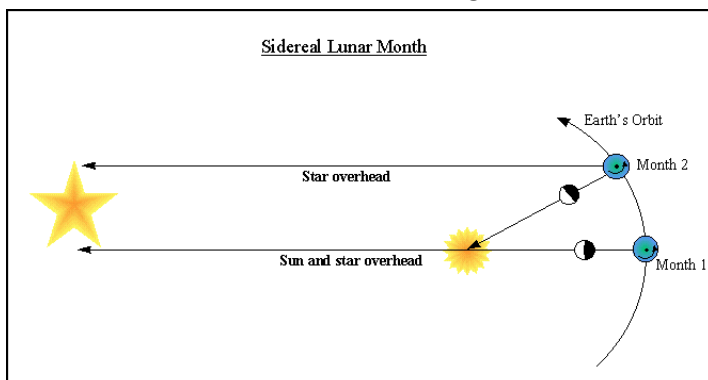 Sidereal Lunar Month
Earth's Orbit
Month 2
Star overhead
Sun and star overhead
Month 1